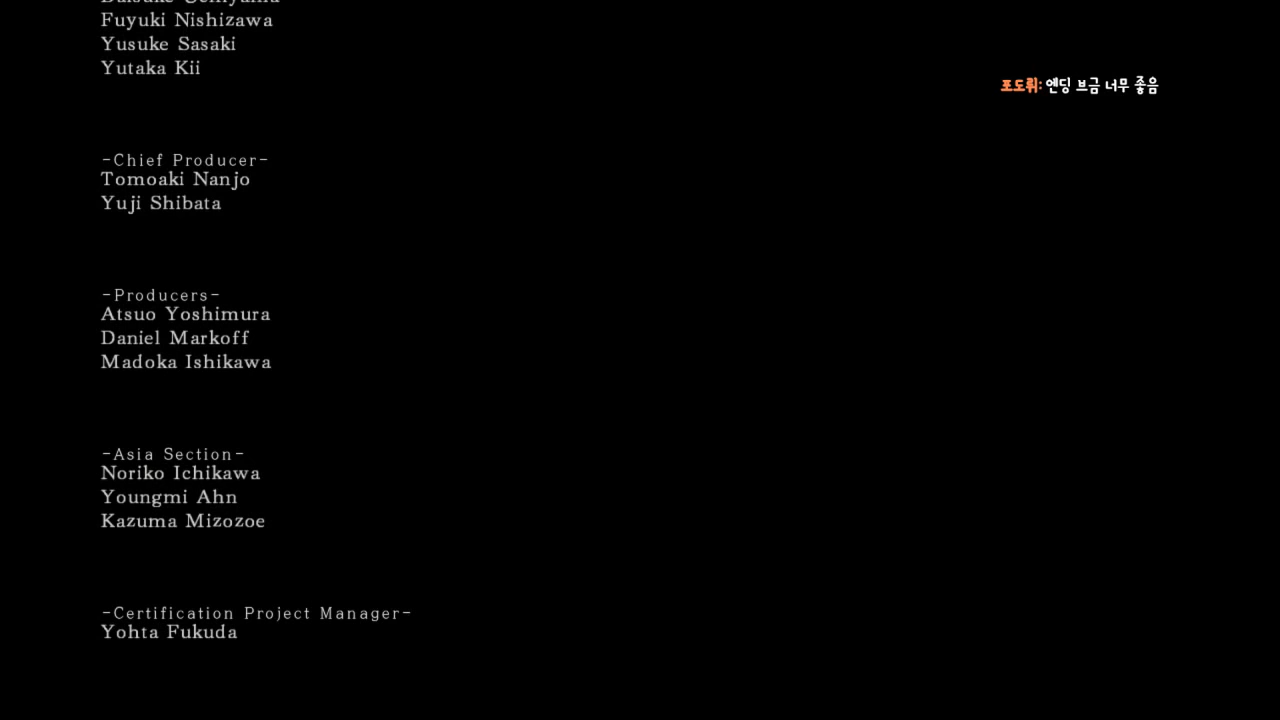 Fuyuki Nishizawa
Yusuke Sasaki
Yutaka Kii
포도뤼: 엔딩 브금 너무 좋음
-Chief Producer-
Tomoaki Nanjo
Yuji Shibata
-Producers-
Atsuo Yoshimura
Daniel Markoff
Madoka Ishikawa
-Asia Section-
Noriko Ichikawa
Youngmi Ahn
Kazuma Mizozoe
-Certification Project Manager-
Yohta Fukuda